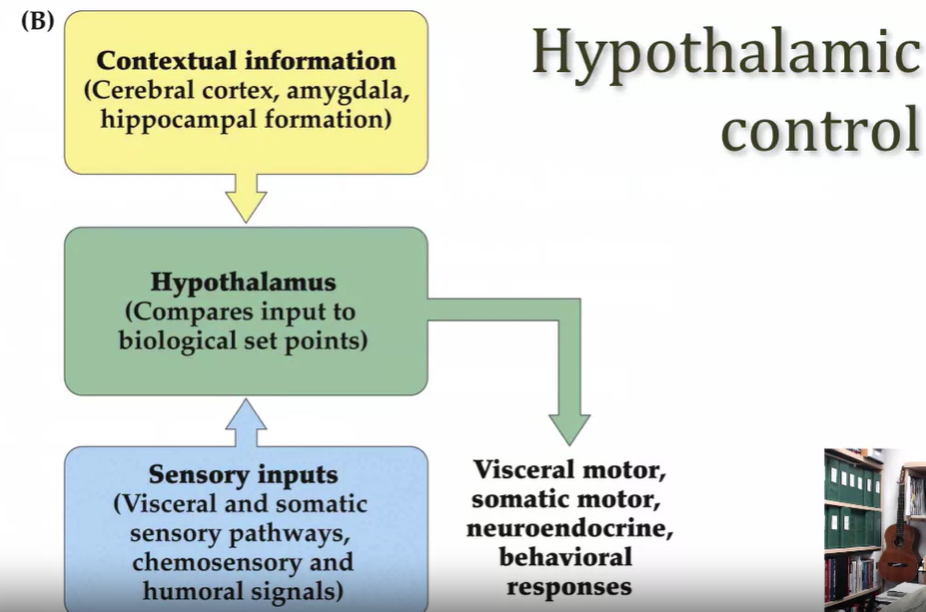 (B)
Hypothalamic
control
Contextual information
(Cerebral cortex, amygdala,
hippocampal formation)
Hypothalamus
(Compares input to
biological set points)
Sensory inputs
(Visceral and somatic
sensory pathways,
chemosensory and
humoral signals)
Visceral motor,
somatic motor,
neuroendocrine,
behavioral
responses